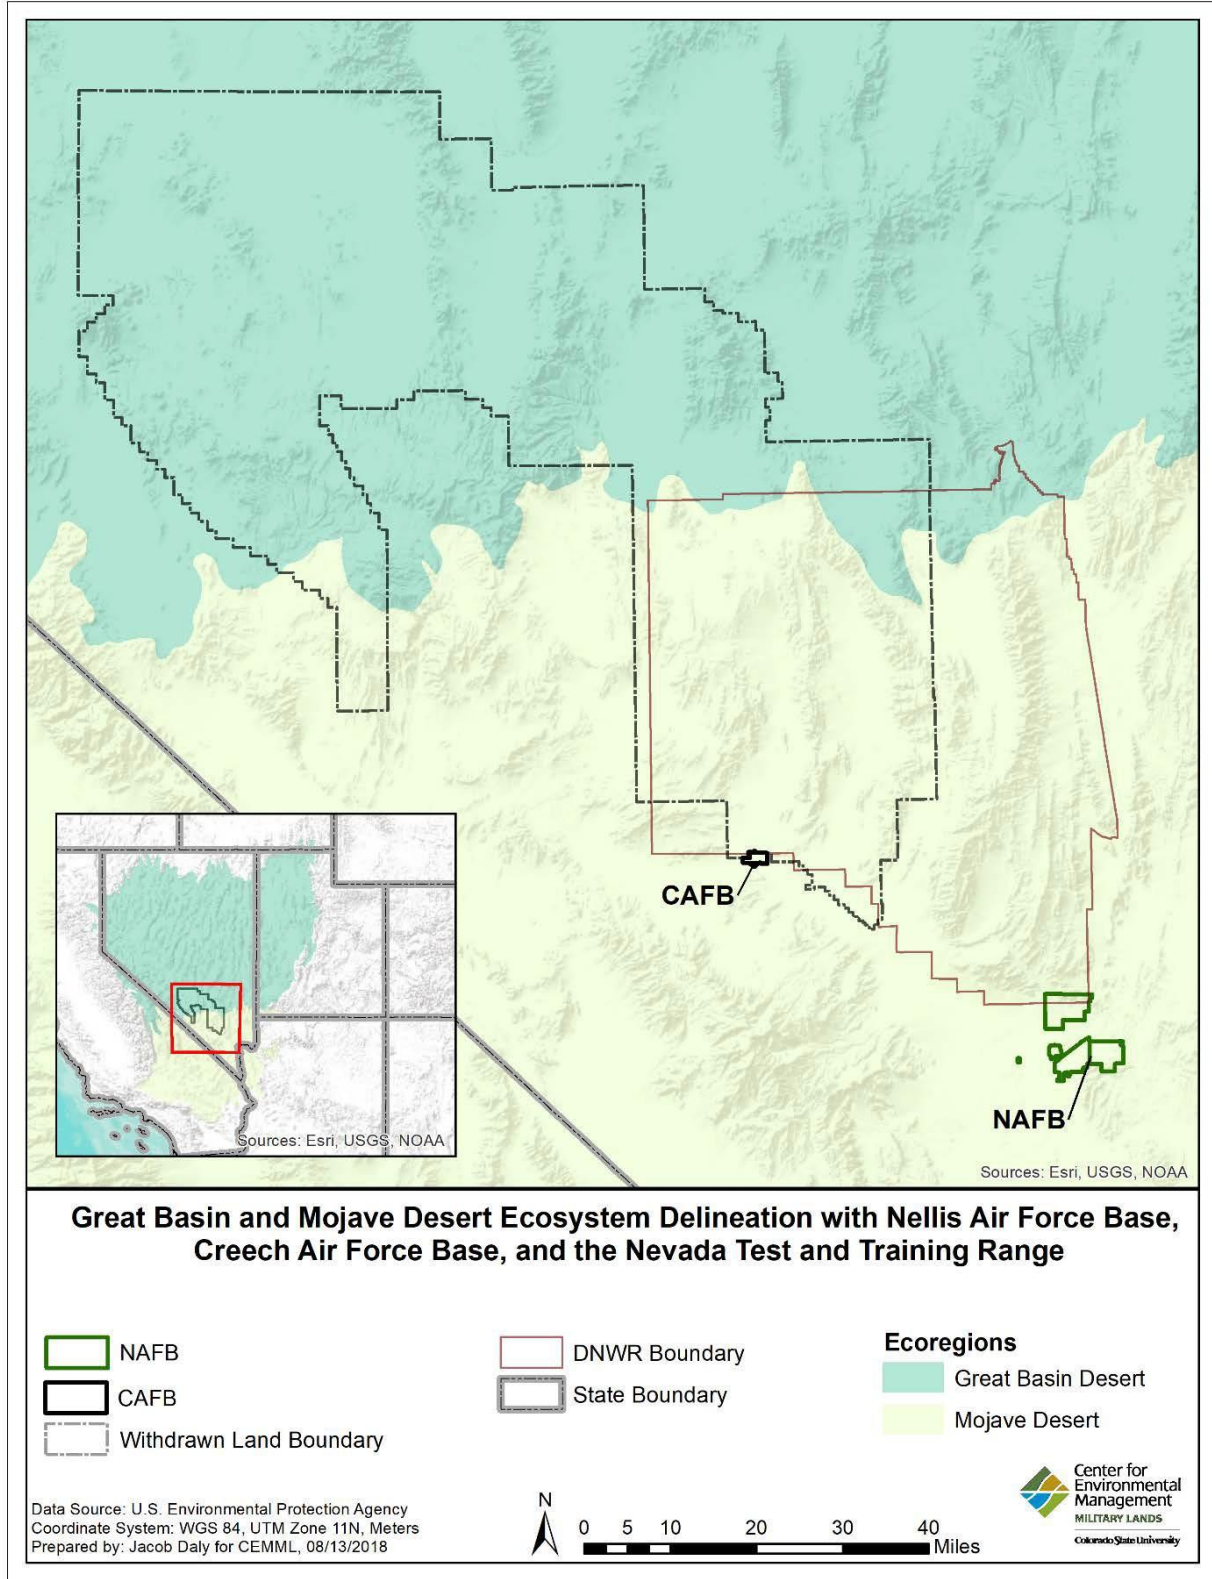 CAFB
NAFB
Sources: Esri, USGS, NOAA
Sources: Esri, USGS, NOAA
Great Basin and Mojave Desert Ecosystem Delineation with Nellis Air Force Base,
Creech Air Force Base, and the Nevada Test and Training Range
NAFB
CAFB
Withdrawn Land Boundary
DNWR Boundary
State Boundary
Ecoregions
Great Basin Desert
Mojave Desert
Data Source: U.S. Environmental Protection Agency
Coordinate System: WGS 84, UTM Zone 11N, Meters
Prepared by: Jacob Daly for CEMML, 08/13/2018
N
0 5 10 20 30 40
Miles
Center for
Environmental
Management
MILITARY LANDS
Colorado State University